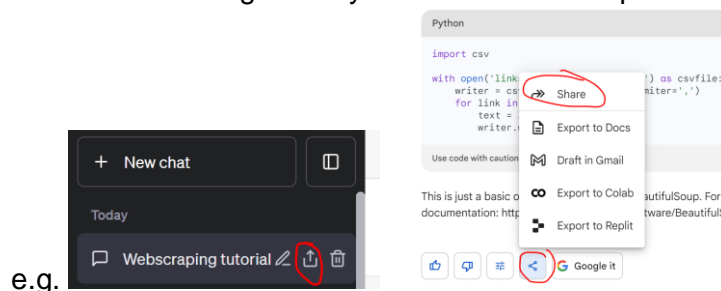 Python
import csv
with open('link ') as csvfile:
writer = cs miter=',')
for link in
text =
writer.
Use code with caution
This is just a basic o autifulSoup. For
documentation: http tware/Beautiful
Share
Export to Docs
Draft in Gmail
Export to Colab
Export to Replit
Google it
+ New chat
Today
Webscraping tutorial
e.g.